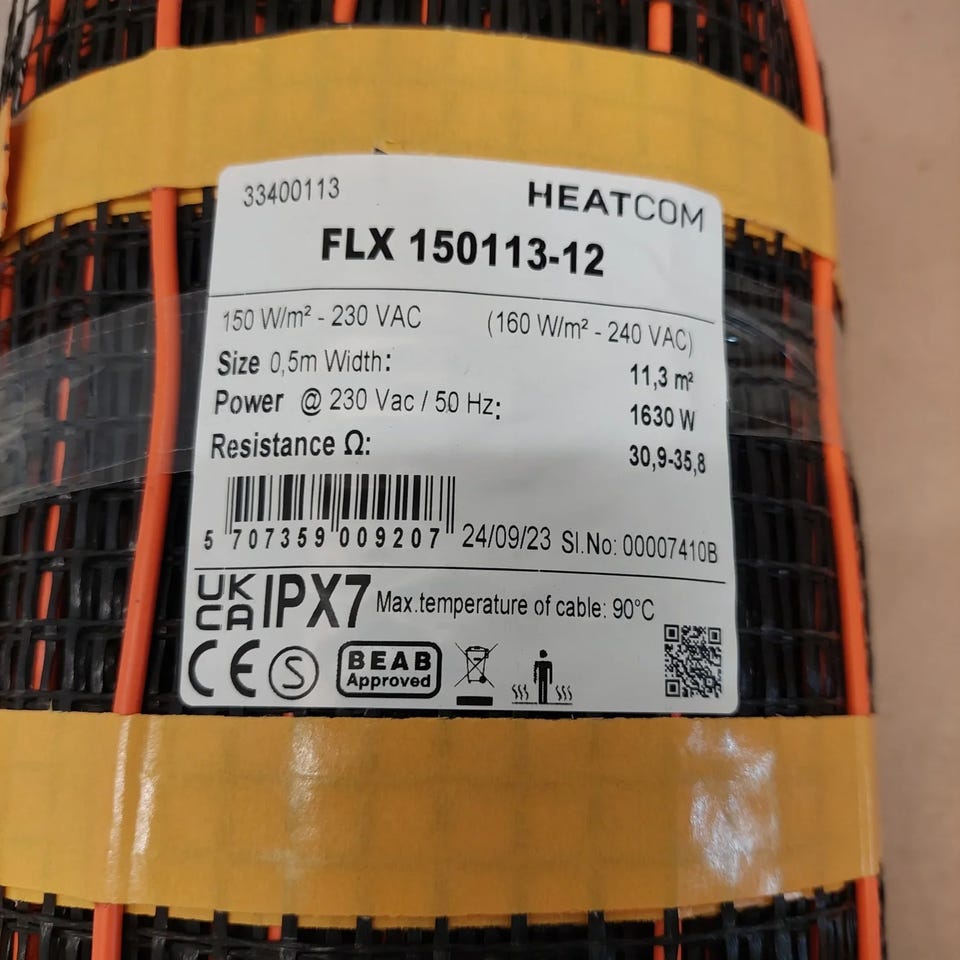 33400113 HEATCOM
FLX 150113-12
150 W/m² - 230 VAC (160 W/m² - 240 VAC)
Size 0,5m Width: 11,3 m²
Power @ 230 Vac / 50 Hz: 1630 W
Resistance Ω: 30,9-35,8
5 707359 009207 24/09/23 Sl.No: 00007410B
UK CA IPX7 Max.temperature of cable: 90°C
CE S BEAB Approved